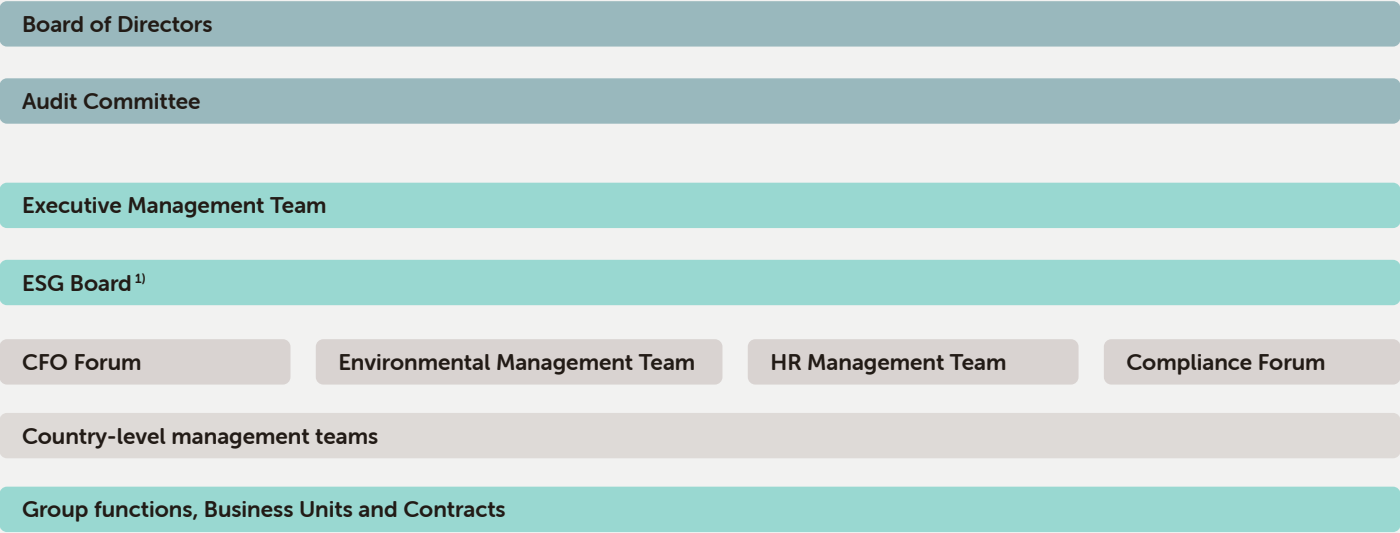 Board of Directors
Audit Committee
Executive Management Team
ESG Board 1)
CFO Forum
Environmental Management Team
HR Management Team
Compliance Forum
Country-level management teams
Group functions, Business Units and Contracts